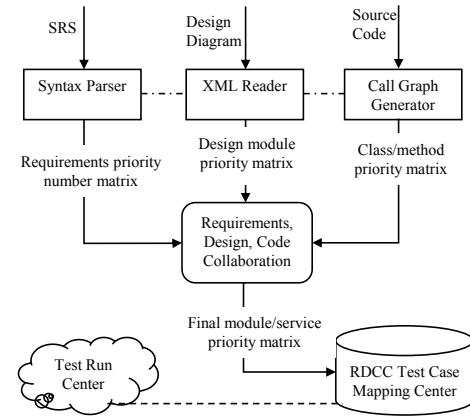 SRS
Design
Diagram
Source
Code
Syntax Parser
XML Reader
Call Graph
Generator
Requirements priority
number matrix
Design module
priority matrix
Class/method
priority matrix
Requirements,
Design, Code
Collaboration
Final module/service
priority matrix
Test Run
Center
RDCC Test Case
Mapping Center